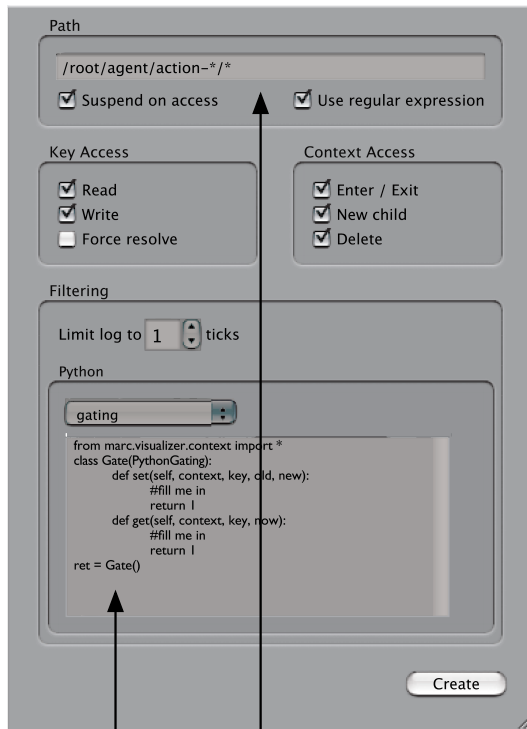 Path
/root/agent/action-*/*
Suspend on access Use regular expression
Key Access Context Access
Read Enter / Exit
Write New child
Force resolve Delete
Filtering
Limit log to 1 ticks
Python
gating
from marc.visualizer.context import *
class Gate(PythonGating):
def set(self, context, key, old, new):
#fill me in
return 1
def get(self, context, key, now):
#fill me in
return 1
ret = Gate()
Create